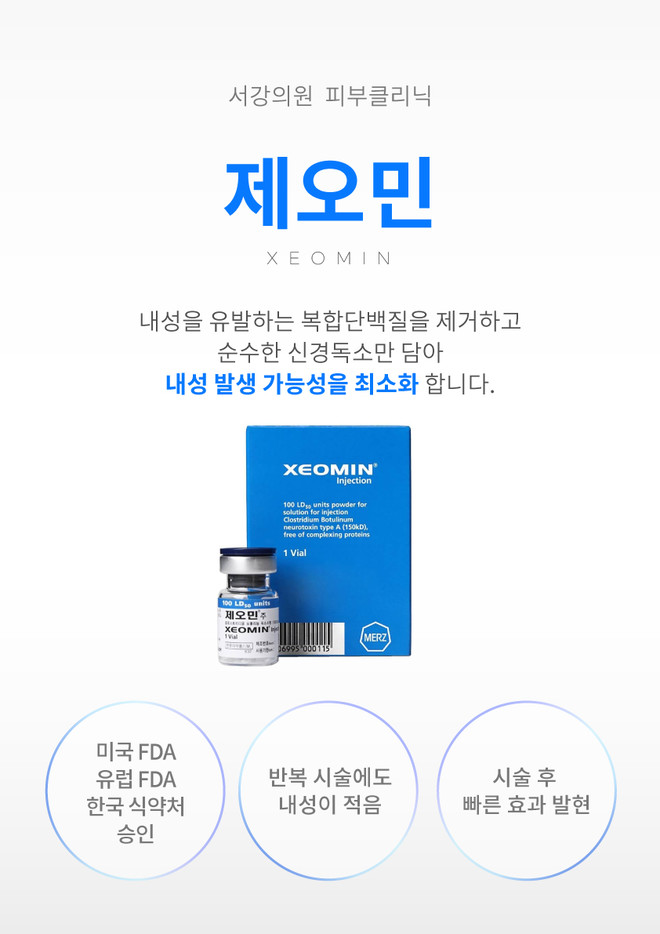 서강의원 피부클리닉
제오민
XEOMIN
내성을 유발하는 복합단백질을 제거하고
순수한 신경독소만 담아
내성 발생 가능성을 최소화 합니다.
XEOMIN®
Injection
100 LD50 units powder for
solution for injection
Clostridium Botulinum
neurotoxin type A (150kD),
free of complexing proteins
1 Vial
100 LD50 units
제오민주
XEOMIN
1 Vial
MERZ
미국 FDA
유럽 FDA
한국 식약처
승인
반복 시술에도
내성이 적음
시술 후
빠른 효과 발현